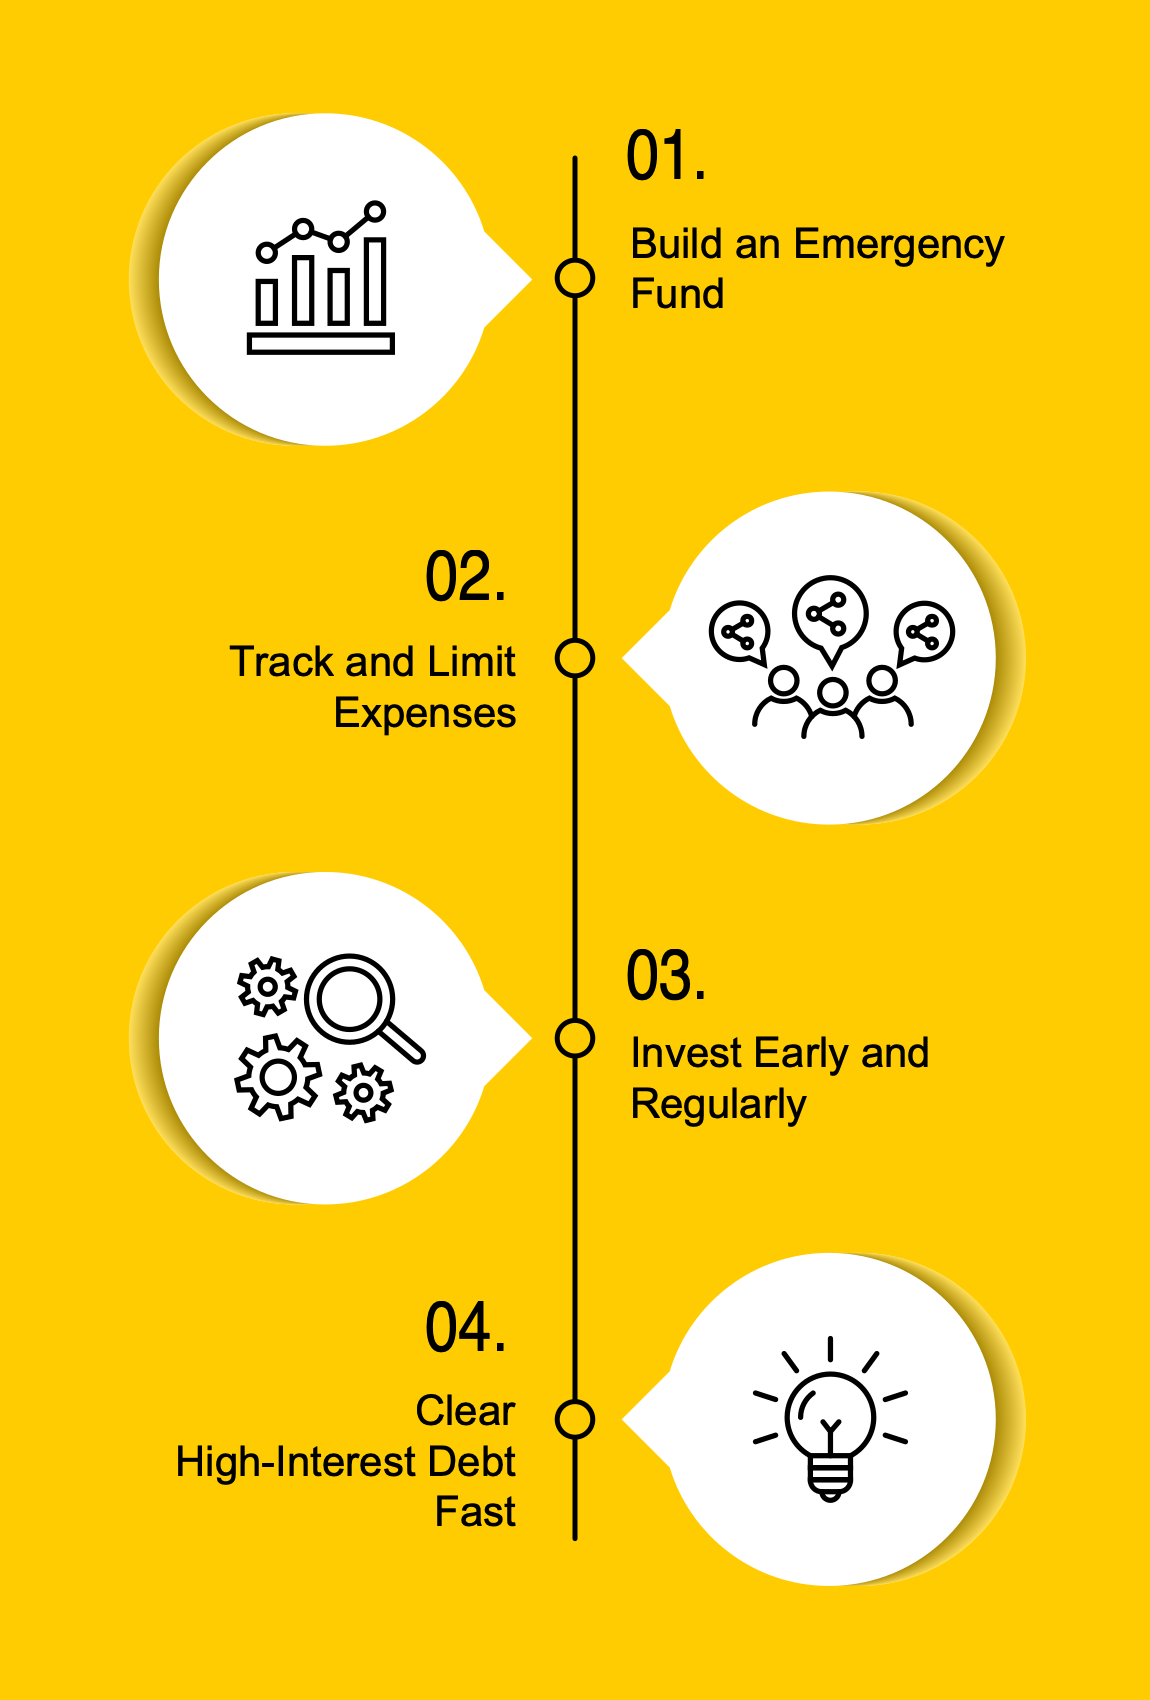 01.
Build an Emergency
Fund
02.
Track and Limit
Expenses
03.
Invest Early and
Regularly
04.
Clear
High-Interest Debt
Fast